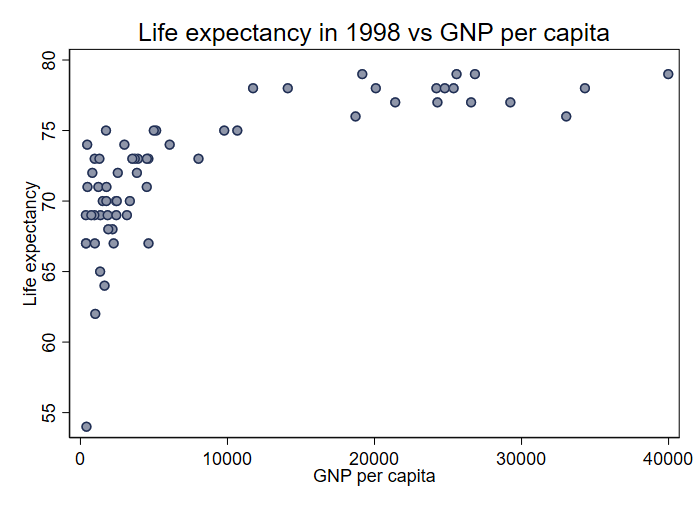 Life expectancy in 1998 vs GNP per capita
80
75
70
65
60
55
Life expectancy
0 10000 20000 30000 40000
GNP per capita